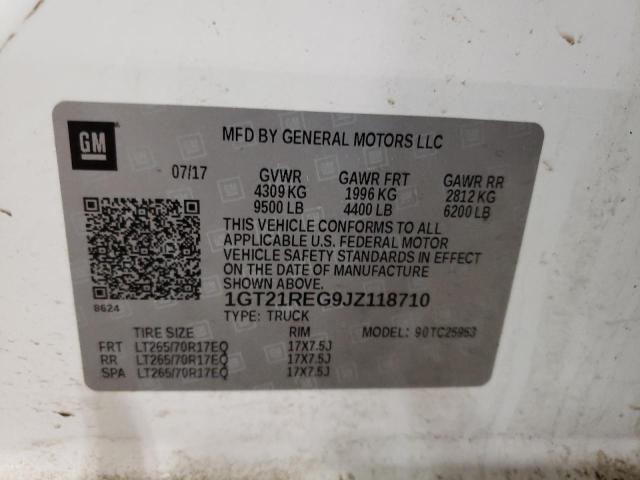 GM
MFD BY GENERAL MOTORS LLC
07/17 GVWR GAWR FRT GAWR RR
4309 KG 1996 KG 2812 KG
9500 LB 4400 LB 6200 LB
THIS VEHICLE CONFORMS TO ALL
APPLICABLE U.S. FEDERAL MOTOR
VEHICLE SAFETY STANDARDS IN EFFECT
ON THE DATE OF MANUFACTURE
SHOWN ABOVE.
8624
1GT21REG9JZ118710
TYPE: TRUCK
TIRE SIZE RIM MODEL: 90TC25953
FRT LT265/70R17EQ 17X7.5J
RR LT265/70R17EQ 17X7.5J
SPA LT265/70R17EQ 17X7.5J